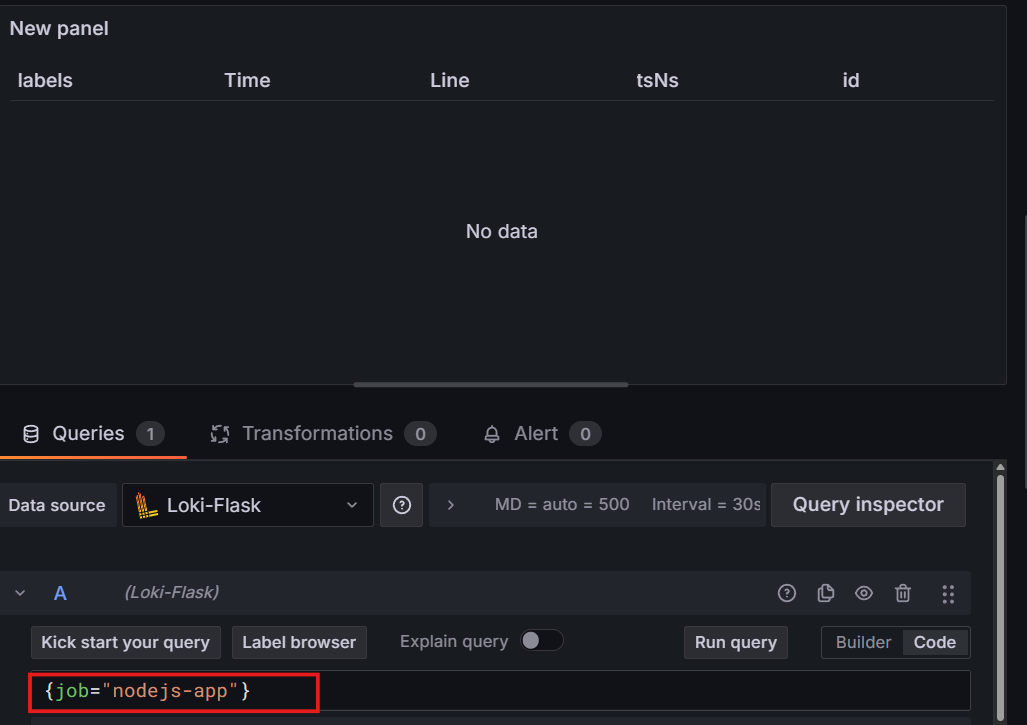 New panel
labels Time Line tsNs id
No data
Queries 1 Transformations 0 Alert 0
Data source Loki-Flask MD = auto = 500 Interval = 30s Query inspector
A (Loki-Flask)
Kick start your query Label browser Explain query Run query Builder Code
{job="nodejs-app"}